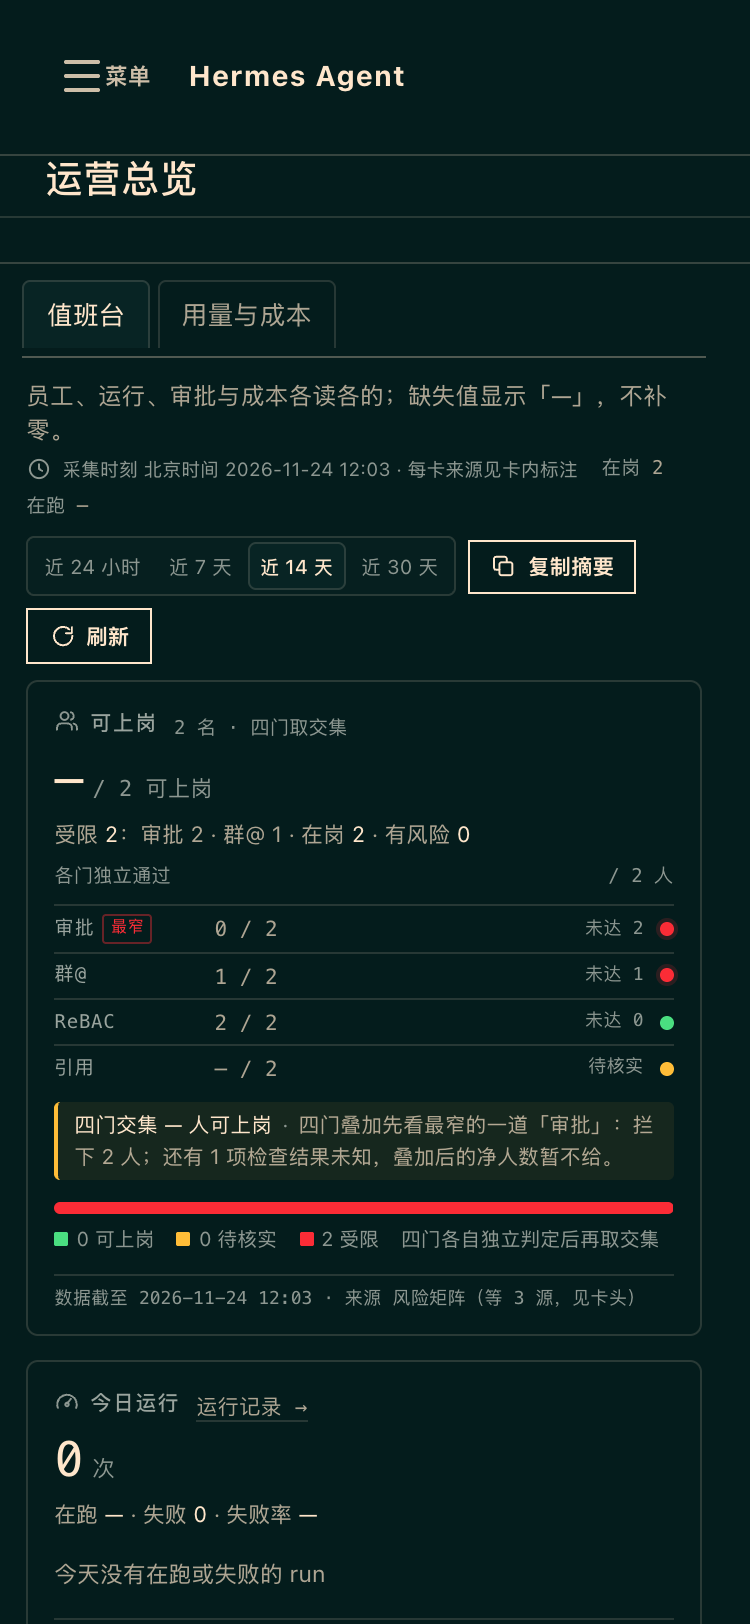 菜单 Hermes Agent
运营总览
值班台 用量与成本
员工、运行、审批与成本各读各的；缺失值显示「—」，不补
零。
采集时刻 北京时间 2026-11-24 12:03 · 每卡来源见卡内标注 在岗 2
在跑 —
近 24 小时 近 7 天 近 14 天 近 30 天 复制摘要
刷新
可上岗 2 名 · 四门取交集
— / 2 可上岗
受限 2：审批 2 · 群@ 1 · 在岗 2 · 有风险 0
各门独立通过 / 2 人
审批 最窄 0 / 2 未达 2
群@ 1 / 2 未达 1
ReBAC 2 / 2 未达 0
引用 — / 2 待核实
四门交集 — 人可上岗 · 四门叠加先看最窄的一道「审批」：拦
下 2 人；还有 1 项检查结果未知，叠加后的净人数暂不给。
0 可上岗 0 待核实 2 受限 四门各自独立判定后再取交集
数据截至 2026—11—24 12:03 · 来源 风险矩阵（等 3 源，见卡头）
今日运行 运行记录 →
0 次
在跑 — · 失败 0 · 失败率 —
今天没有在跑或失败的 run